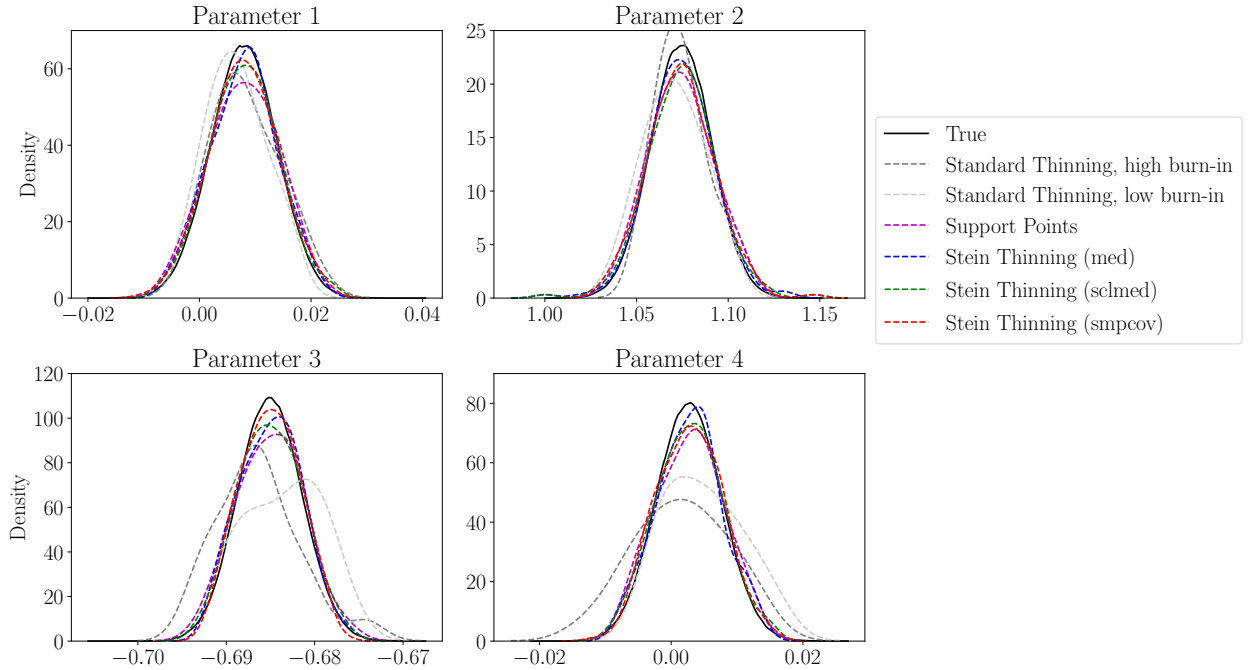 Parameter 1
Parameter 2
Density
60
40
20
0
−0.02
0.00
0.02
0.04
25
20
15
10
5
0
1.00
1.05
1.10
1.15
True
Standard Thinning, high burn-in
Standard Thinning, low burn-in
Support Points
Stein Thinning (med)
Stein Thinning (sclmed)
Stein Thinning (smpcov)
Parameter 3
Parameter 4
Density
120
100
80
60
40
20
0
−0.70
−0.69
−0.68
−0.67
80
60
40
20
0
−0.02
0.00
0.02